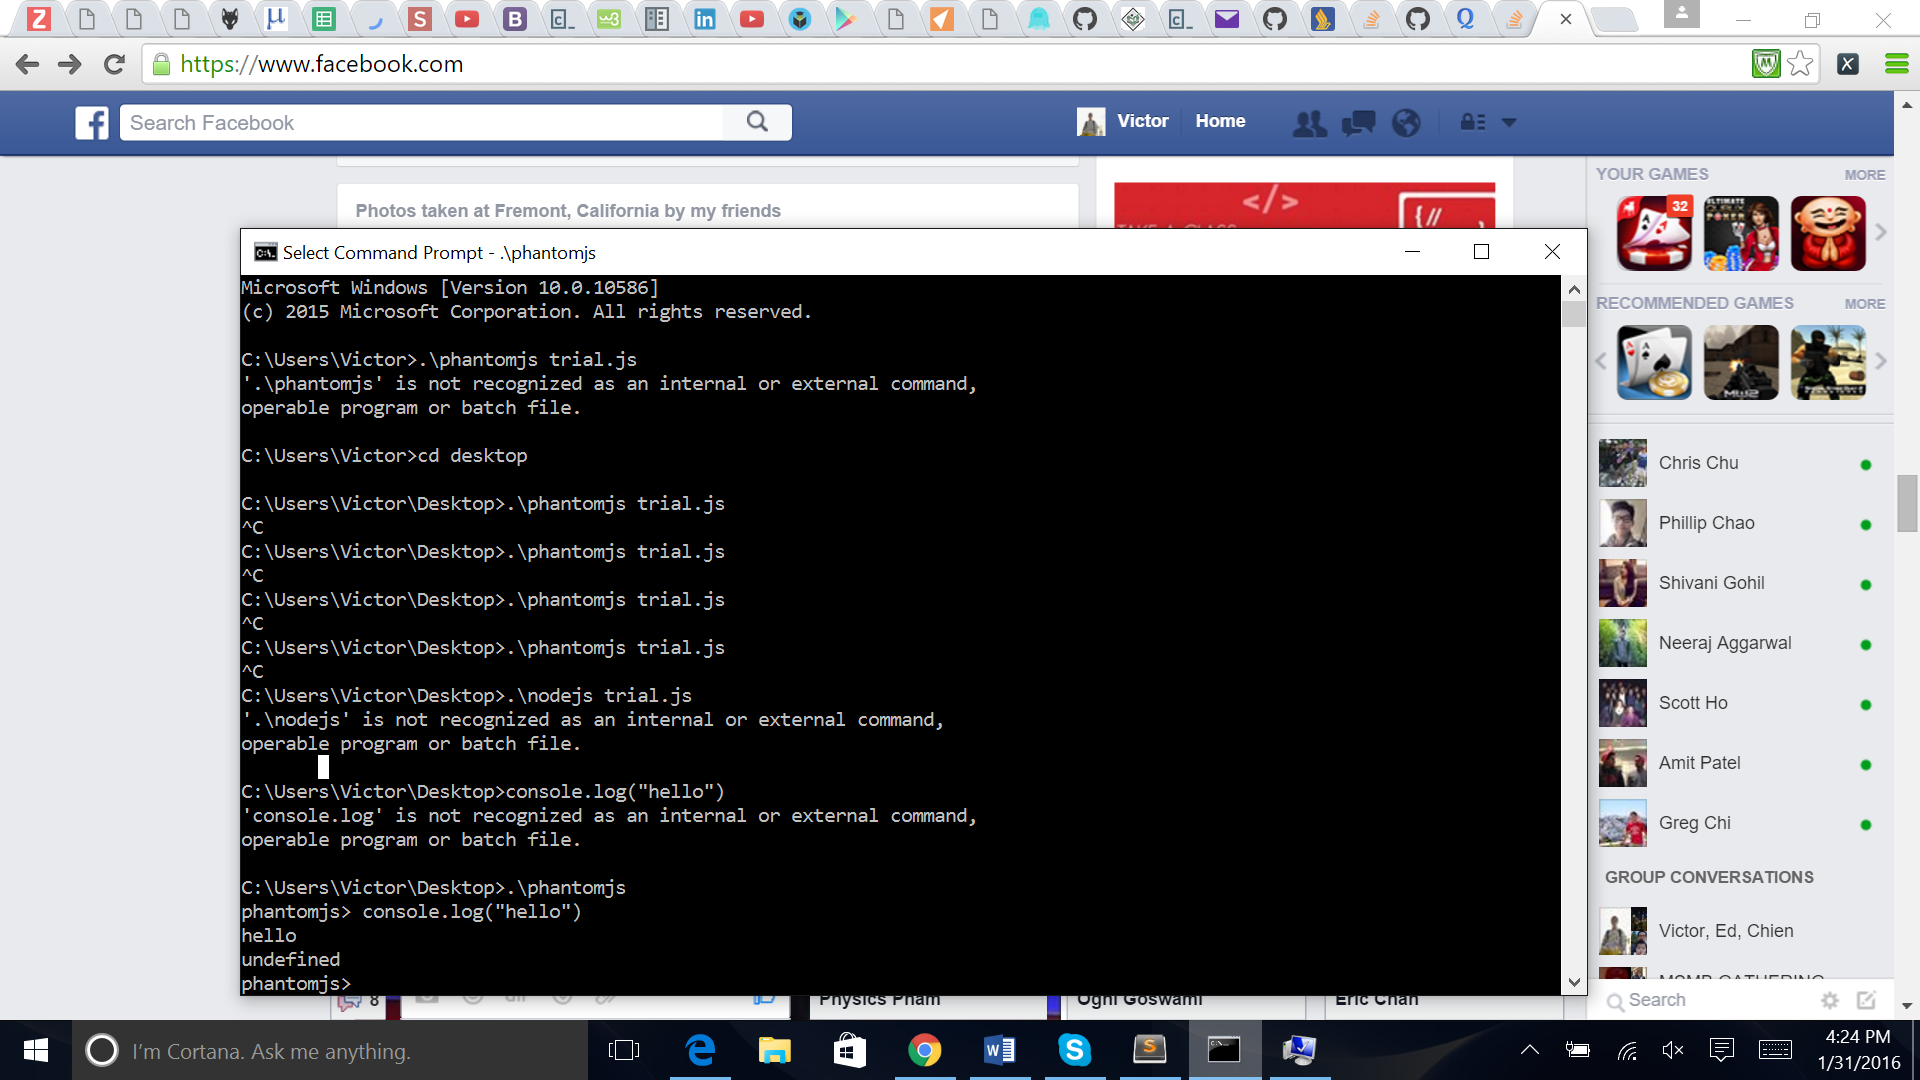 https://www.facebook.com
Search Facebook
Victor
Home
Photos taken at Fremont, California by my friends
</>
{//
YOUR GAMES
MORE
32
RECOMMENDED GAMES
MORE
Select Command Prompt - .\phantomjs
Microsoft Windows [Version 10.0.10586]
(c) 2015 Microsoft Corporation. All rights reserved.
C:\Users\Victor>.\phantomjs trial.js
'.\phantomjs' is not recognized as an internal or external command,
operable program or batch file.
C:\Users\Victor>cd desktop
C:\Users\Victor\Desktop>.\phantomjs trial.js
^C
C:\Users\Victor\Desktop>.\phantomjs trial.js
^C
C:\Users\Victor\Desktop>.\phantomjs trial.js
^C
C:\Users\Victor\Desktop>.\phantomjs trial.js
^C
C:\Users\Victor\Desktop>.\nodejs trial.js
'.\nodejs' is not recognized as an internal or external command,
operable program or batch file.
C:\Users\Victor\Desktop>console.log("hello")
'console.log' is not recognized as an internal or external command,
operable program or batch file.
C:\Users\Victor\Desktop>.\phantomjs
phantomjs> console.log("hello")
hello
undefined
phantomjs>
Chris Chu
Phillip Chao
Shivani Gohil
Neeraj Aggarwal
Scott Ho
Amit Patel
Greg Chi
GROUP CONVERSATIONS
Victor, Ed, Chien
Search
8
Physics Pham
Ogni Goswami
Eric Chan
I'm Cortana. Ask me anything.
4:24 PM
1/31/2016